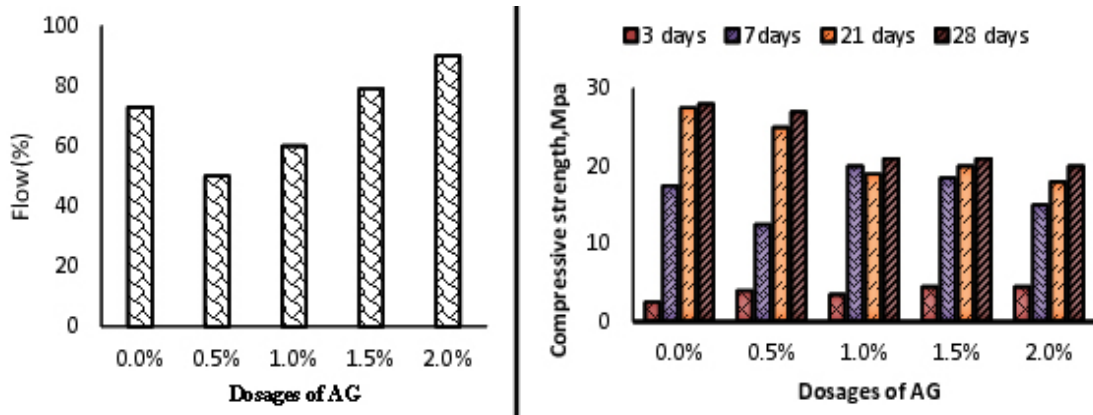 100
80
60
40
20
0
Flow(%)
0.0% 0.5% 1.0% 1.5% 2.0%
Dosages of AG
3 days 7days 21 days 28 days
30
20
10
0
Compressive strength,Mpa
0.0% 0.5% 1.0% 1.5% 2.0%
Dosages of AG